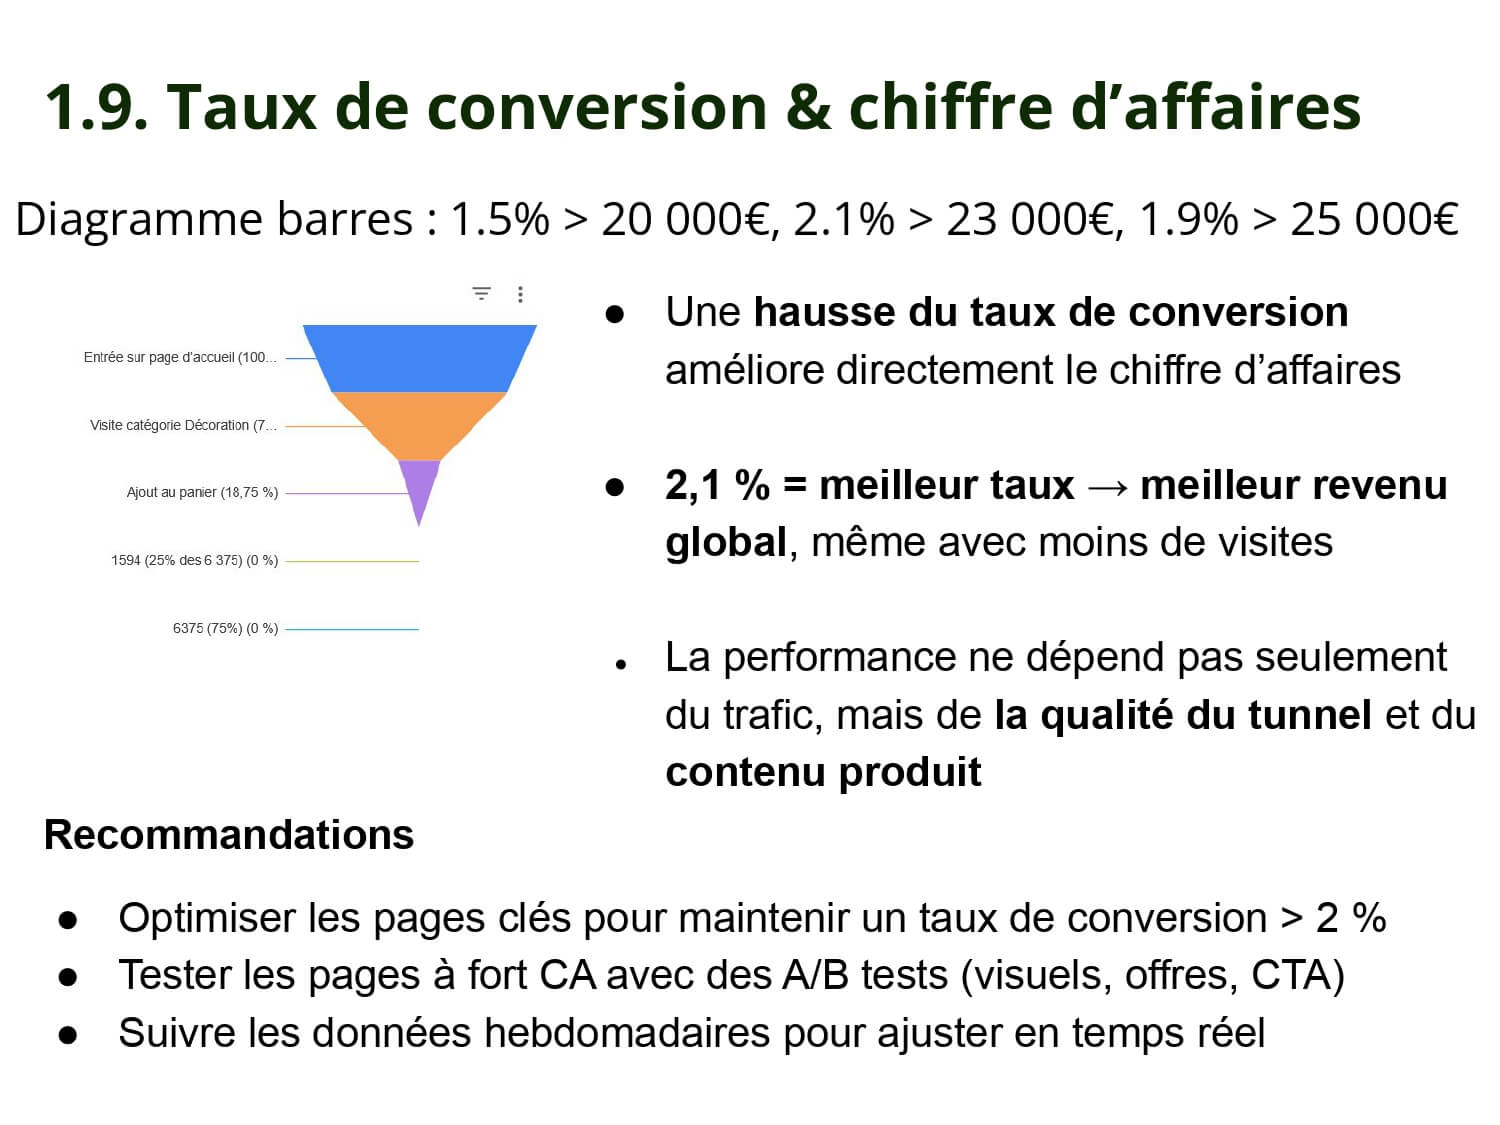 1.9. Taux de conversion & chiffre d’affaires
Diagramme barres : 1.5% > 20 000€, 2.1% > 23 000€, 1.9% > 25 000€
Entrée sur page d’accueil (100...
Visite catégorie Décoration (7...
Ajout au panier (18,75 %)
1594 (25% des 6 375) (0 %)
6375 (75%) (0 %)
● Une hausse du taux de conversion
améliore directement le chiffre d’affaires
● 2,1 % = meilleur taux → meilleur revenu
global, même avec moins de visites
● La performance ne dépend pas seulement
du trafic, mais de la qualité du tunnel et du
contenu produit
Recommandations
● Optimiser les pages clés pour maintenir un taux de conversion > 2 %
● Tester les pages à fort CA avec des A/B tests (visuels, offres, CTA)
● Suivre les données hebdomadaires pour ajuster en temps réel